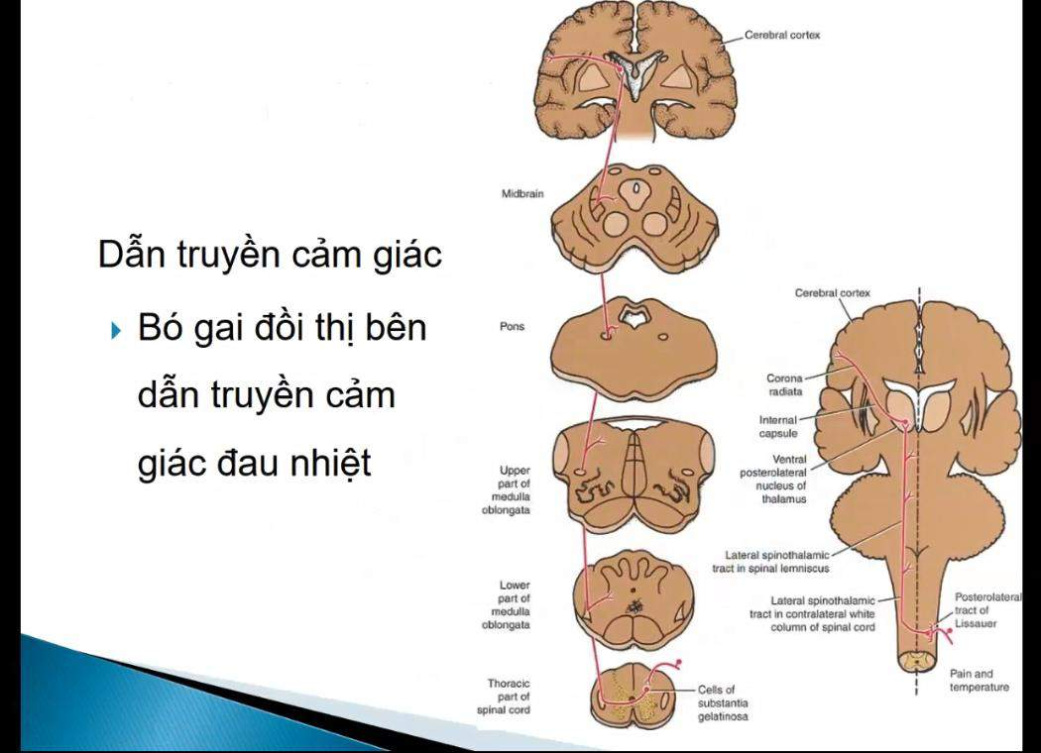 Dẫn truyền cảm giác
Bó gai đồi thị bên
dẫn truyền cảm
giác đau nhiệt
Cerebral cortex
Midbrain
Pons
Upper
part of
medulla
oblongata
Lower
part of
medulla
oblongata
Thoracic
part of
spinal cord
Cells of
substantia
gelatinosa
Cerebral cortex
Corona
radiata
Internal
capsule
Ventral
posterolateral
nucleus of
thalamus
Lateral spinothalamic
tract in spinal lemniscus
Lateral spinothalamic
tract in contralateral white
column of spinal cord
Posterolateral
tract of
Lissauer
Pain and
temperature